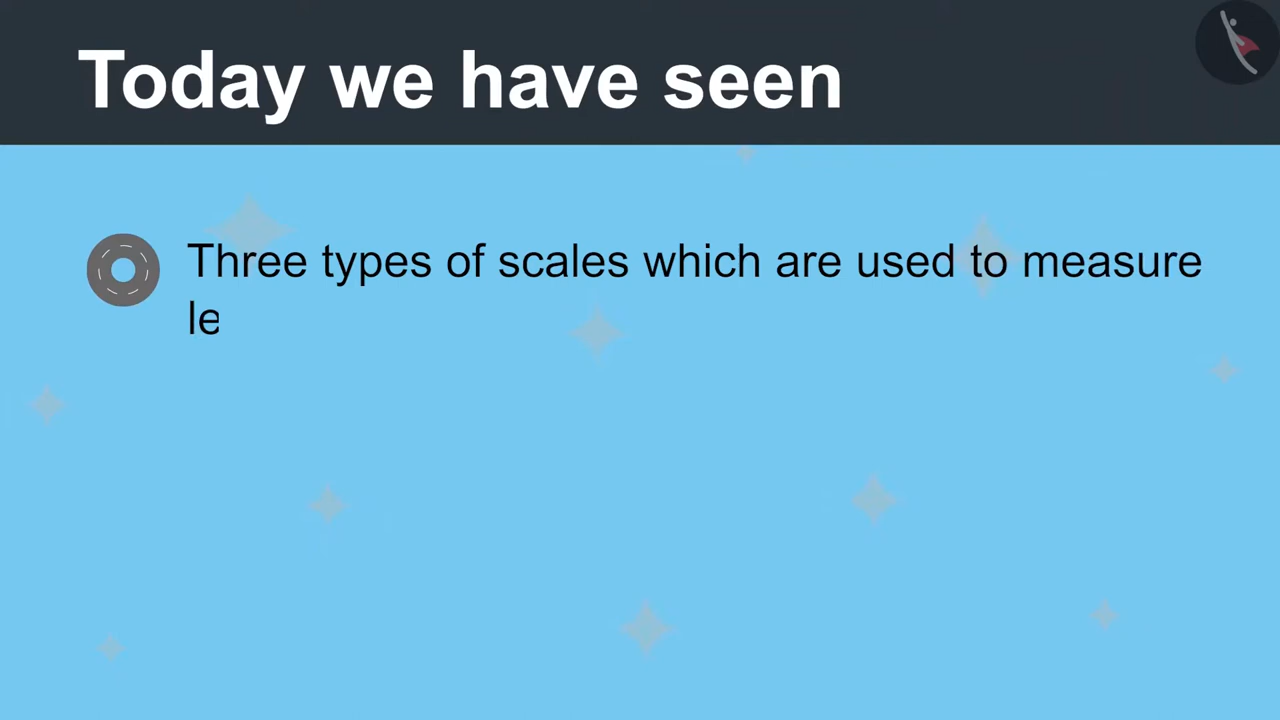 Today we have seen
Three types of scales which are used to measure
le